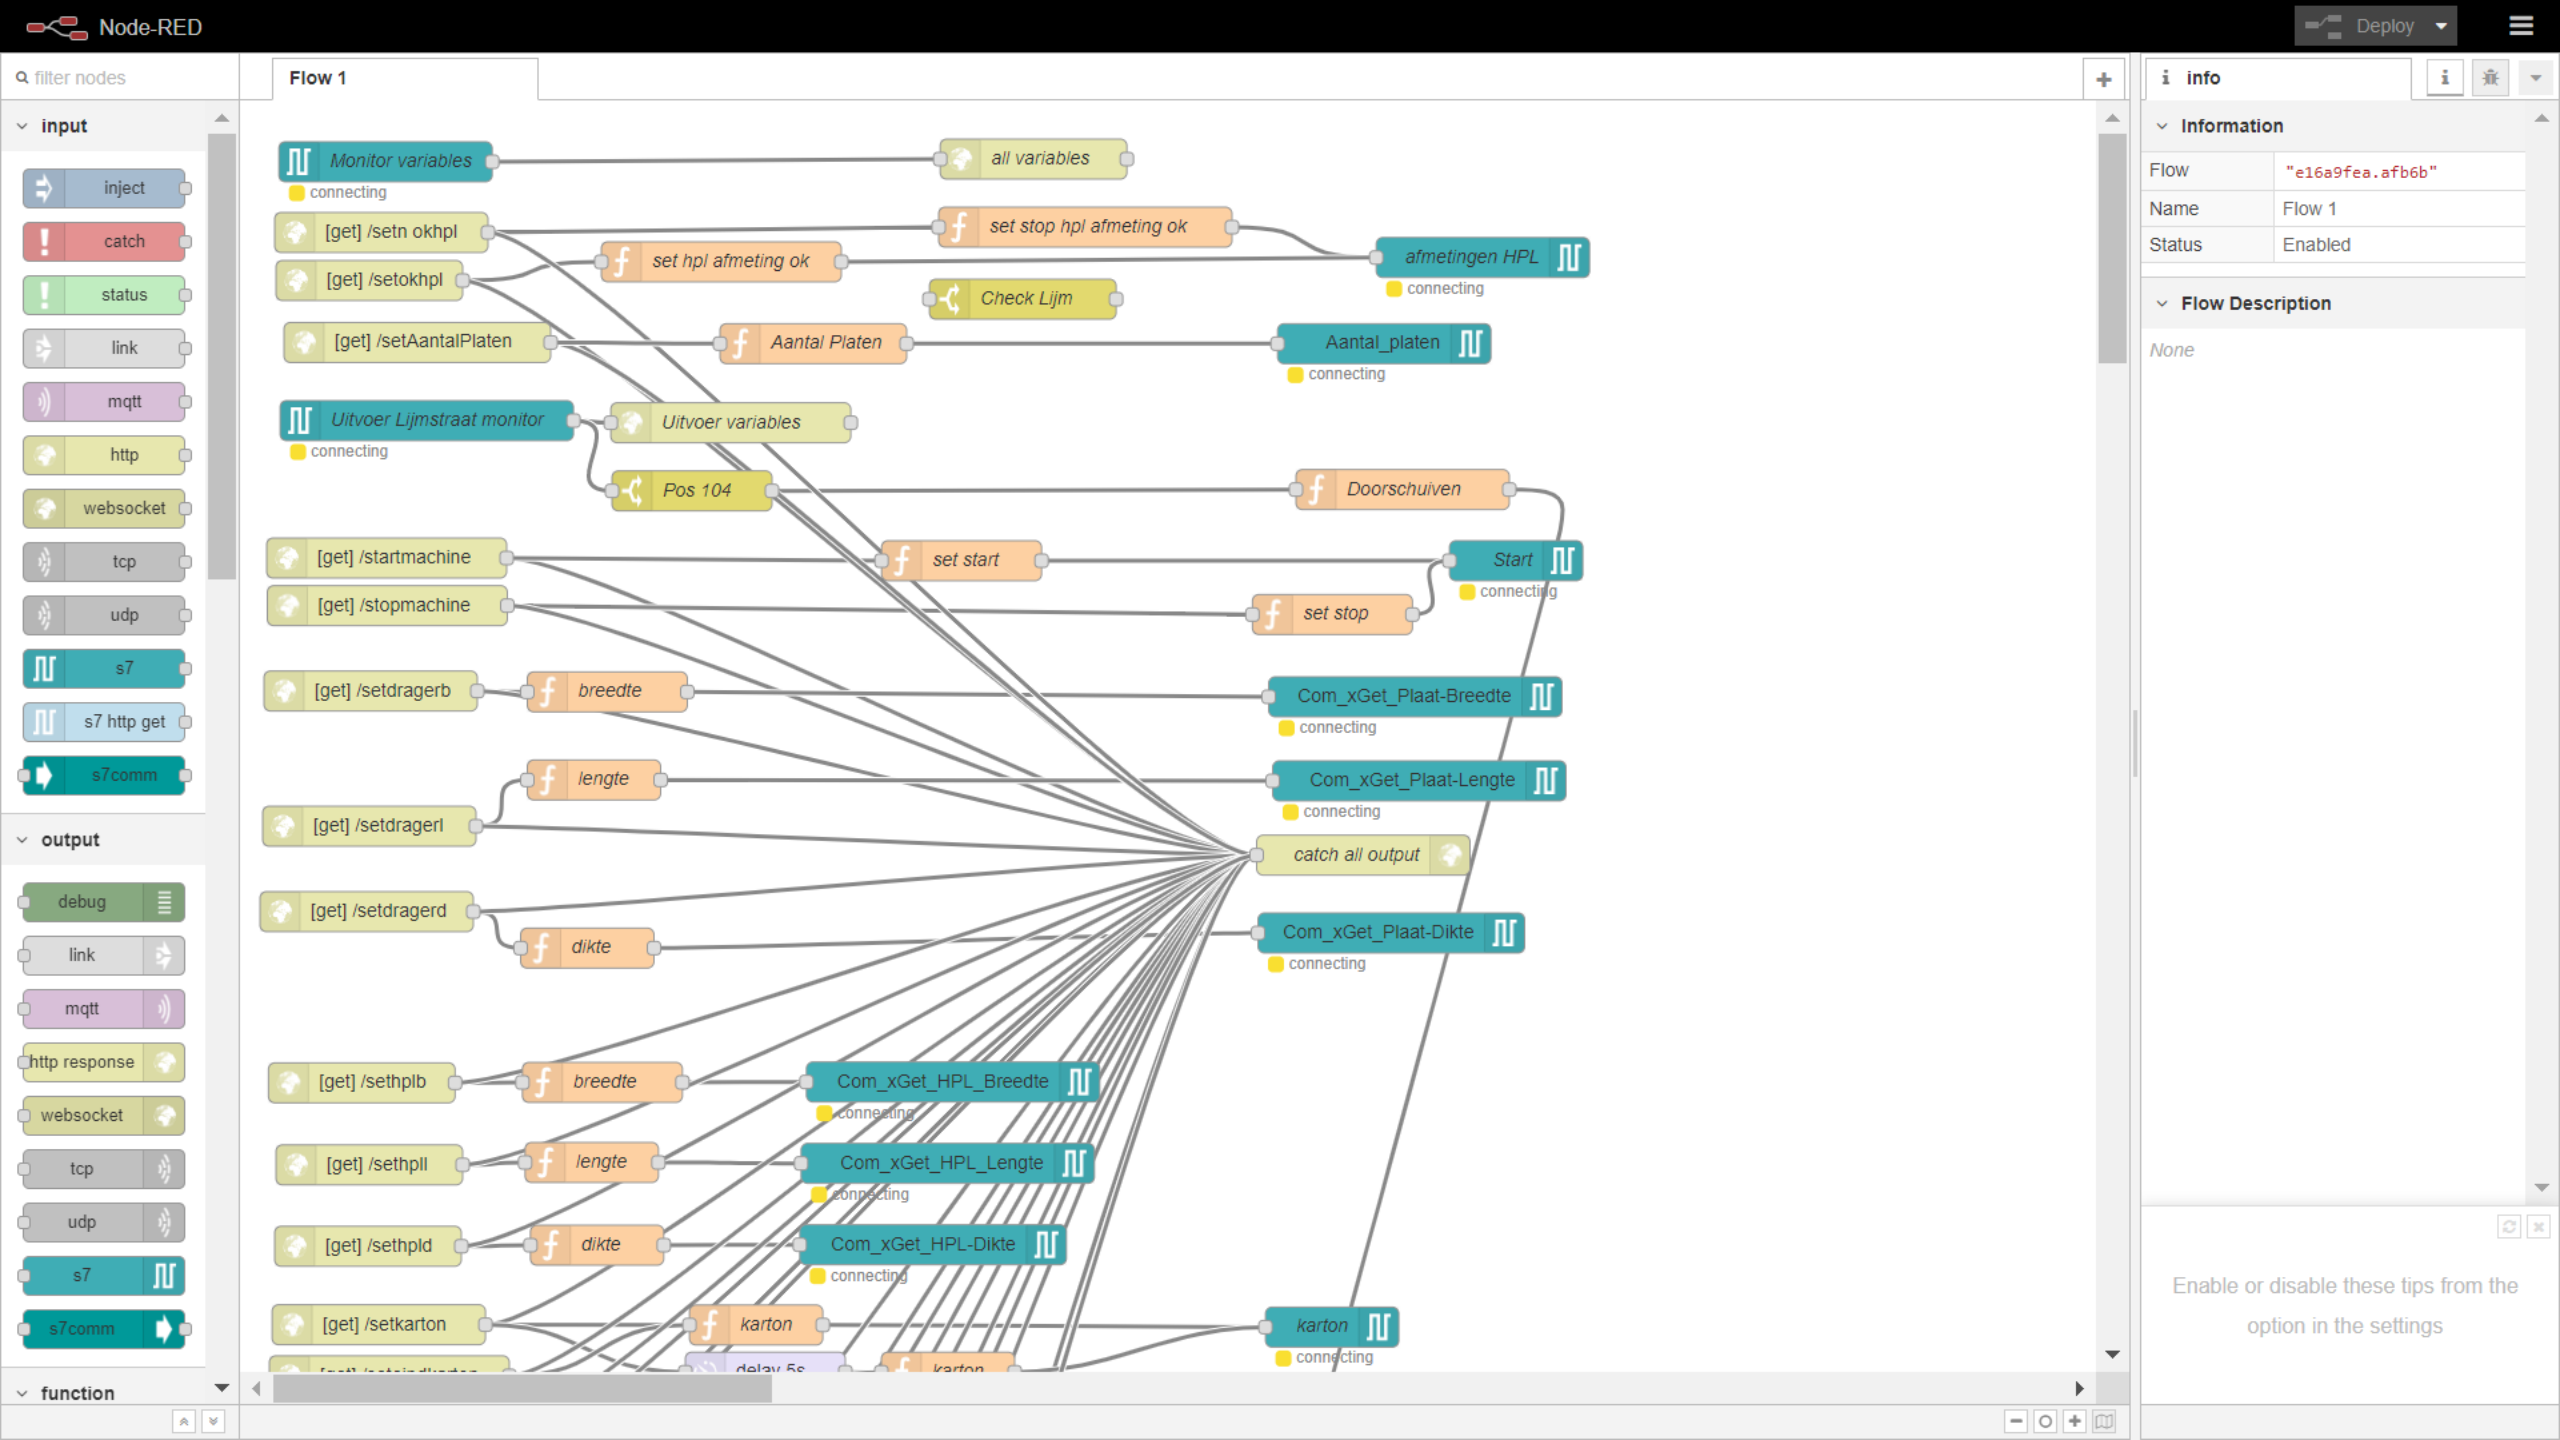 Node-RED
Deploy
filter nodes
Flow 1
info
input
inject
catch
status
link
mqtt
http
websocket
tcp
udp
s7
s7 http get
s7comm
output
debug
link
mqtt
http response
websocket
tcp
udp
s7
s7comm
function
Monitor variables
connecting
all variables
[get] /setn okhpl
set stop hpl afmeting ok
[get] /setokhpl
set hpl afmeting ok
afmetingen HPL
connecting
Check Lijm
[get] /setAantalPlaten
Aantal Platen
Aantal_platen
connecting
Uitvoer Lijmstraat monitor
connecting
Uitvoer variables
Pos 104
Doorschuiven
[get] /startmachine
set start
Start
connecting
[get] /stopmachine
set stop
[get] /setdragerb
breedte
Com_xGet_Plaat-Breedte
connecting
lengte
Com_xGet_Plaat-Lengte
connecting
[get] /setdragerl
catch all output
[get] /setdragerd
dikte
Com_xGet_Plaat-Dikte
connecting
[get] /sethplb
breedte
Com_xGet_HPL_Breedte
connecting
[get] /sethpll
lengte
Com_xGet_HPL_Lengte
connecting
[get] /sethpld
dikte
Com_xGet_HPL-Dikte
connecting
[get] /setkarton
karton
karton
connecting
delay 5s
karton
Information
Flow "e16a9fea.afb6b"
Name Flow 1
Status Enabled
Flow Description
None
Enable or disable these tips from the
option in the settings